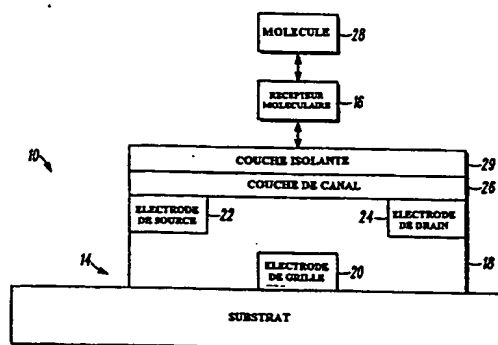 MOLÉCULE
28
RECEPTEUR
MOLECULAIRE
16
10
COUCHE ISOLANTE
29
COUCHE DE CANAL
26
ELECTRODE
DE SOURCE
22
24
ELECTRODE
DE DRAIN
14
ELECTRODE
DE GRILLE
20
18
SUBSTRAT